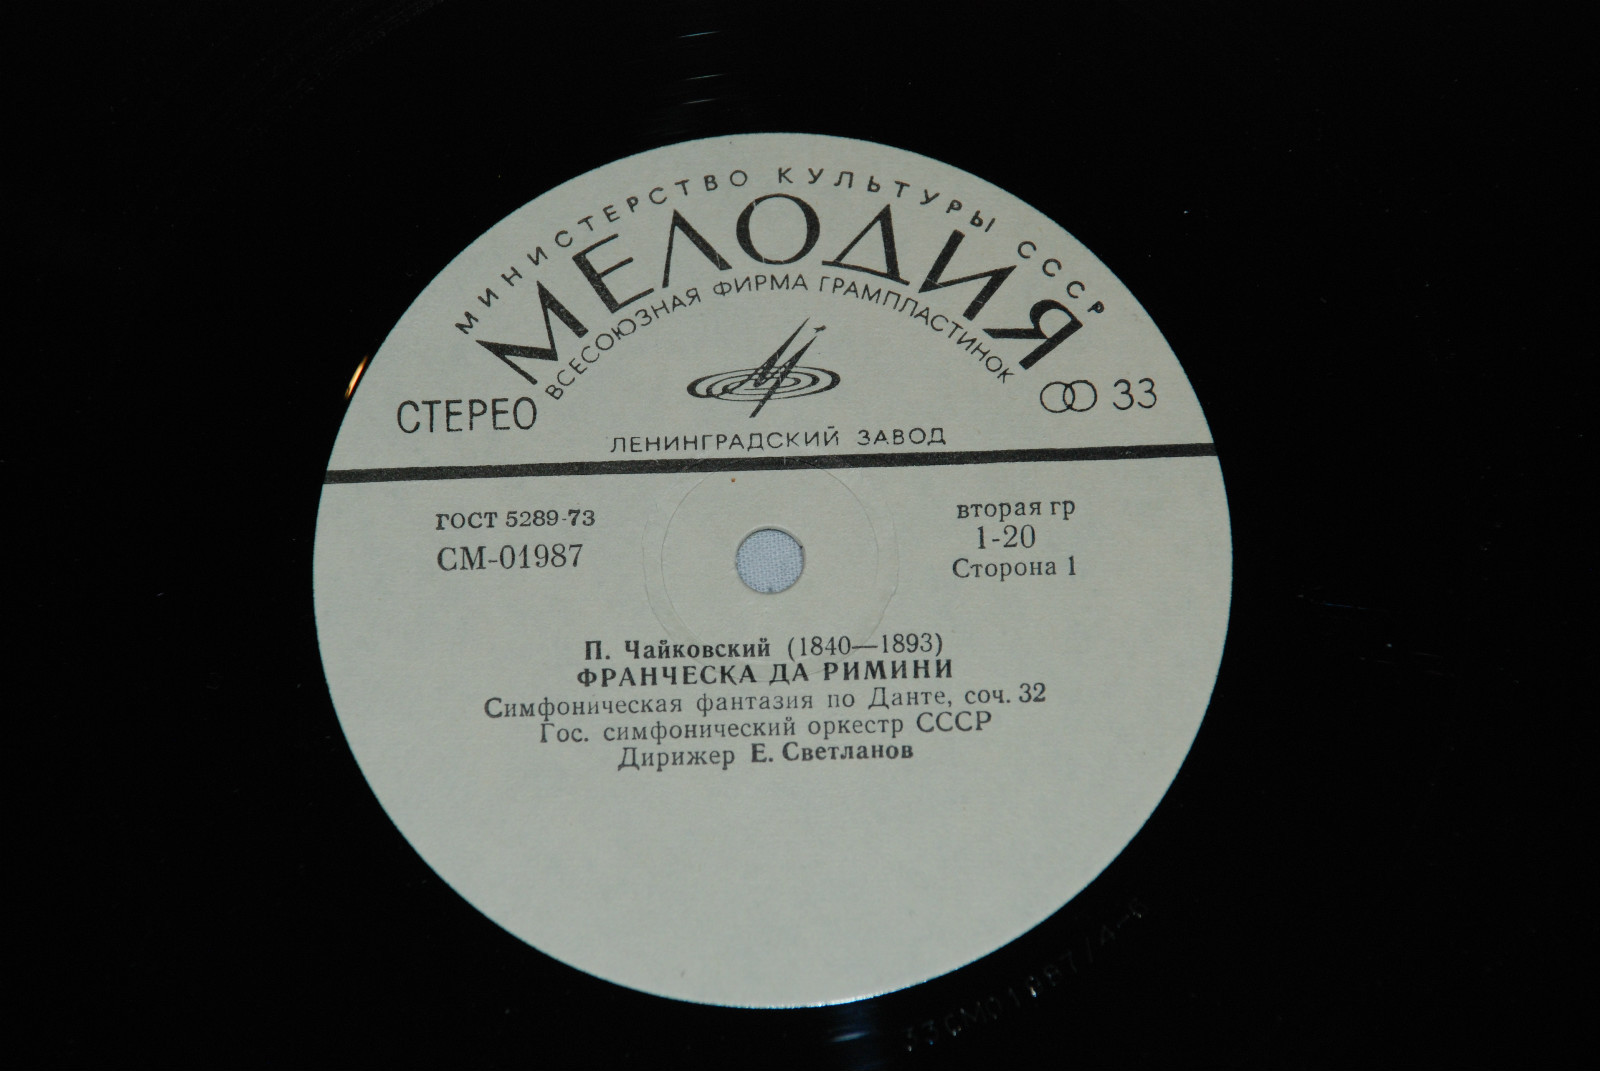 МИНИСТЕРСТВО КУЛЬТУРЫ СССР
МЕЛОДИЯ
ВСЕСОЮЗНАЯ ФИРМА ГРАМПЛАСТИНОК
СТЕРЕО
33
ЛЕНИНГРАДСКИЙ ЗАВОД
ГОСТ 5289-73
СМ-01987
вторая гр
1-20
Сторона 1
П. Чайковский (1840—1893)
ФРАНЧЕСКА ДА РИМИНИ
Симфоническая фантазия по Данте, соч. 32
Гос. симфонический оркестр СССР
Дирижер Е. Светланов